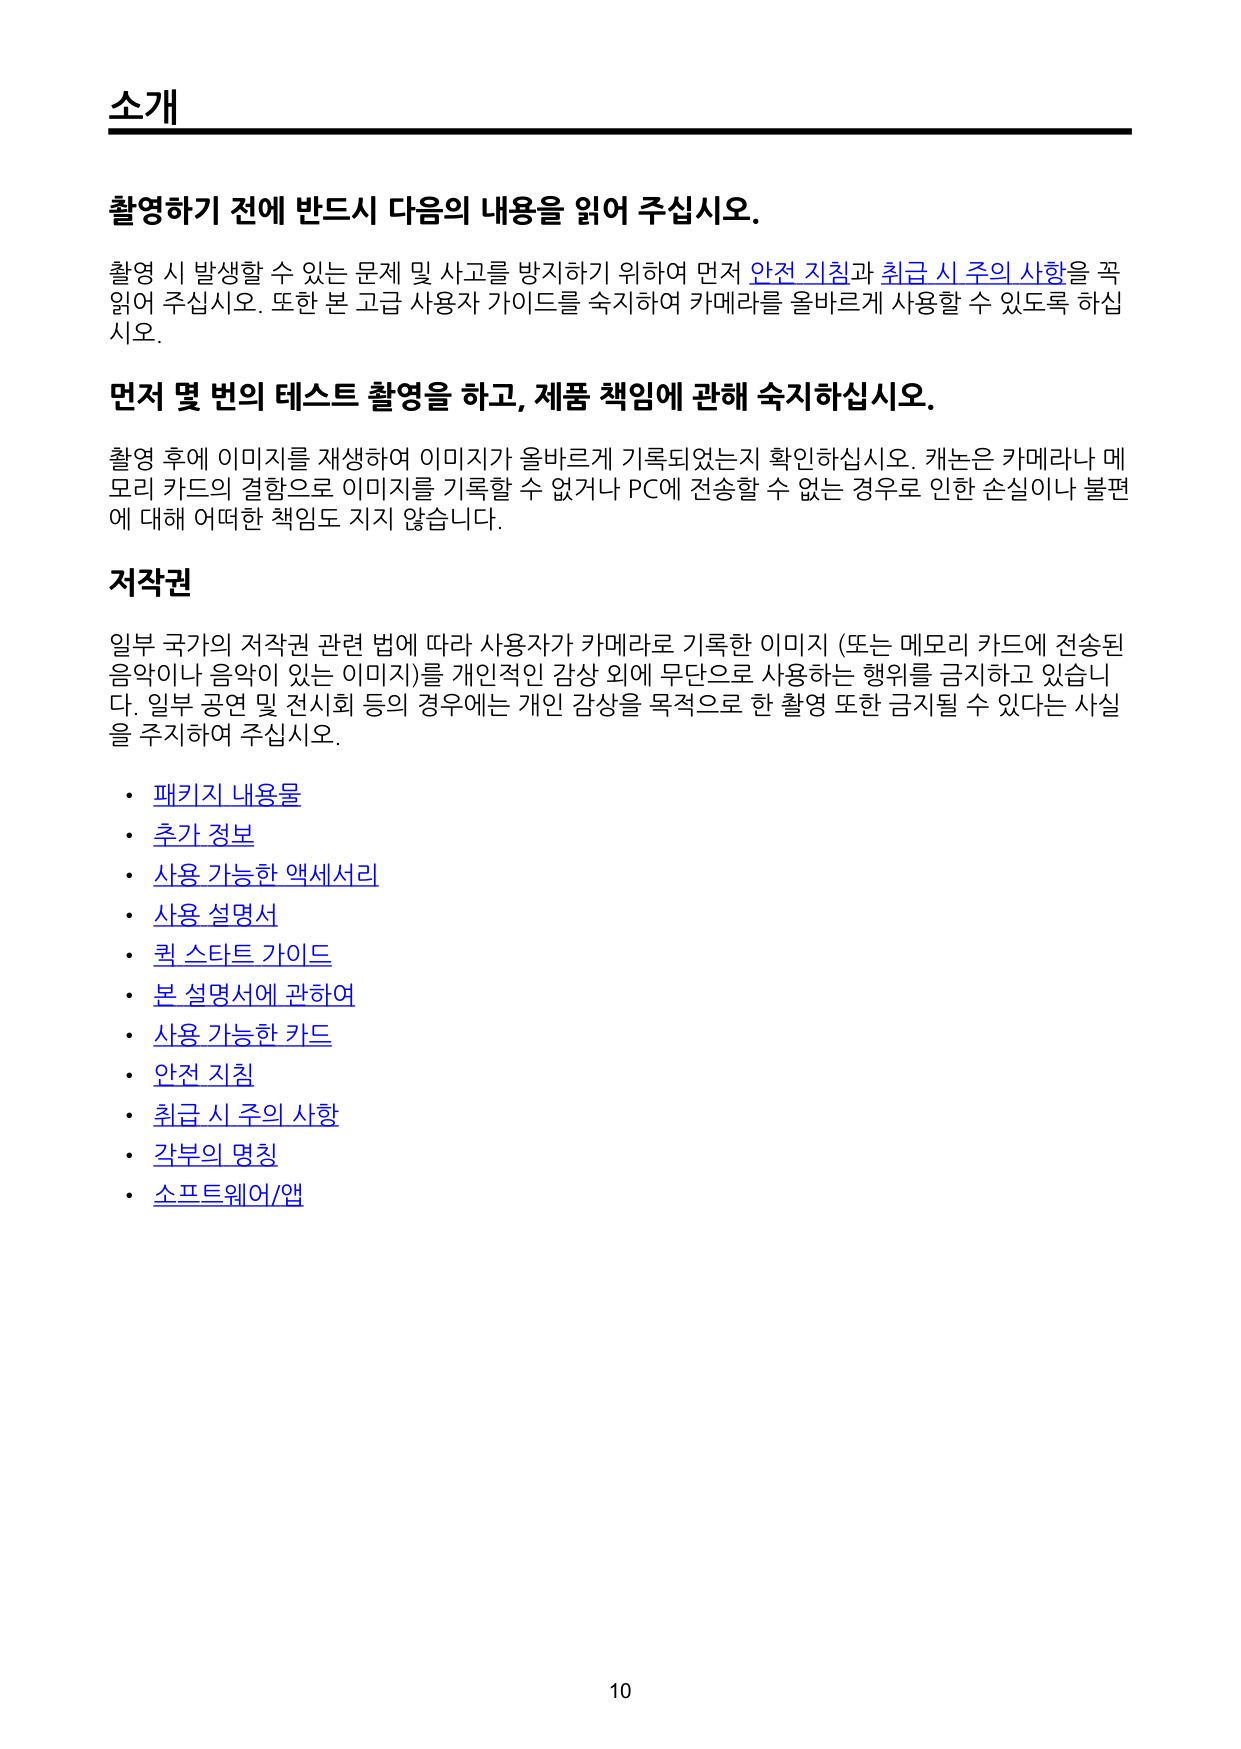 소개
촬영하기 전에 반드시 다음의 내용을 읽어 주십시오.
촬영 시 발생할 수 있는 문제 및 사고를 방지하기 위하여 먼저 안전 지침과 취급 시 주의 사항을 꼭
읽어 주십시오. 또한 본 고급 사용자 가이드를 숙지하여 카메라를 올바르게 사용할 수 있도록 하십
시오.
먼저 몇 번의 테스트 촬영을 하고, 제품 책임에 관해 숙지하십시오.
촬영 후에 이미지를 재생하여 이미지가 올바르게 기록되었는지 확인하십시오. 캐논은 카메라나 메
모리 카드의 결함으로 이미지를 기록할 수 없거나 PC에 전송할 수 없는 경우로 인한 손실이나 불편
에 대해 어떠한 책임도 지지 않습니다.
저작권
일부 국가의 저작권 관련 법에 따라 사용자가 카메라로 기록한 이미지 (또는 메모리 카드에 전송된
음악이나 음악이 있는 이미지)를 개인적인 감상 외에 무단으로 사용하는 행위를 금지하고 있습니
다. 일부 공연 및 전시회 등의 경우에는 개인 감상을 목적으로 한 촬영 또한 금지될 수 있다는 사실
을 주지하여 주십시오.
• 패키지 내용물
• 추가 정보
• 사용 가능한 액세서리
• 사용 설명서
• 퀵 스타트 가이드
• 본 설명서에 관하여
• 사용 가능한 카드
• 안전 지침
• 취급 시 주의 사항
• 각부의 명칭
• 소프트웨어/앱
10